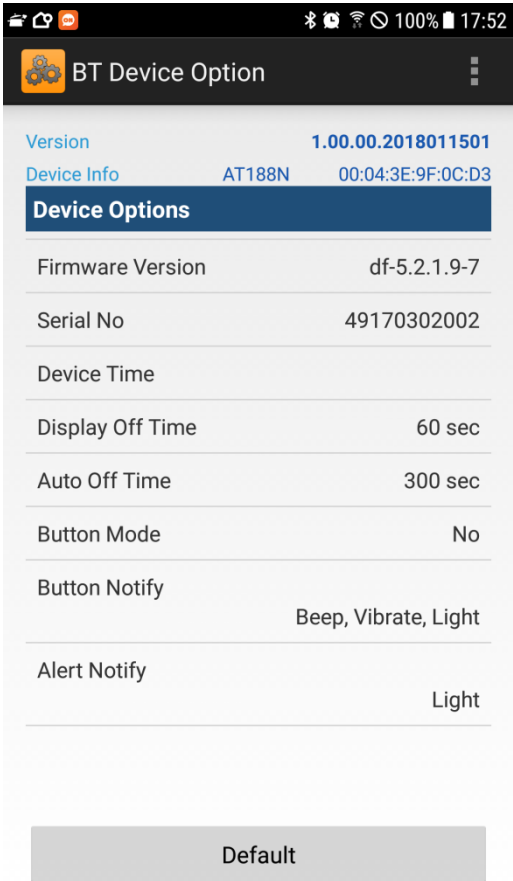 100% 17:52
BT Device Option
Version 1.00.00.2018011501
Device Info AT188N 00:04:3E:9F:0C:D3
Device Options
Firmware Version df-5.2.1.9-7
Serial No 49170302002
Device Time
Display Off Time 60 sec
Auto Off Time 300 sec
Button Mode No
Button Notify
Beep, Vibrate, Light
Alert Notify
Light
Default